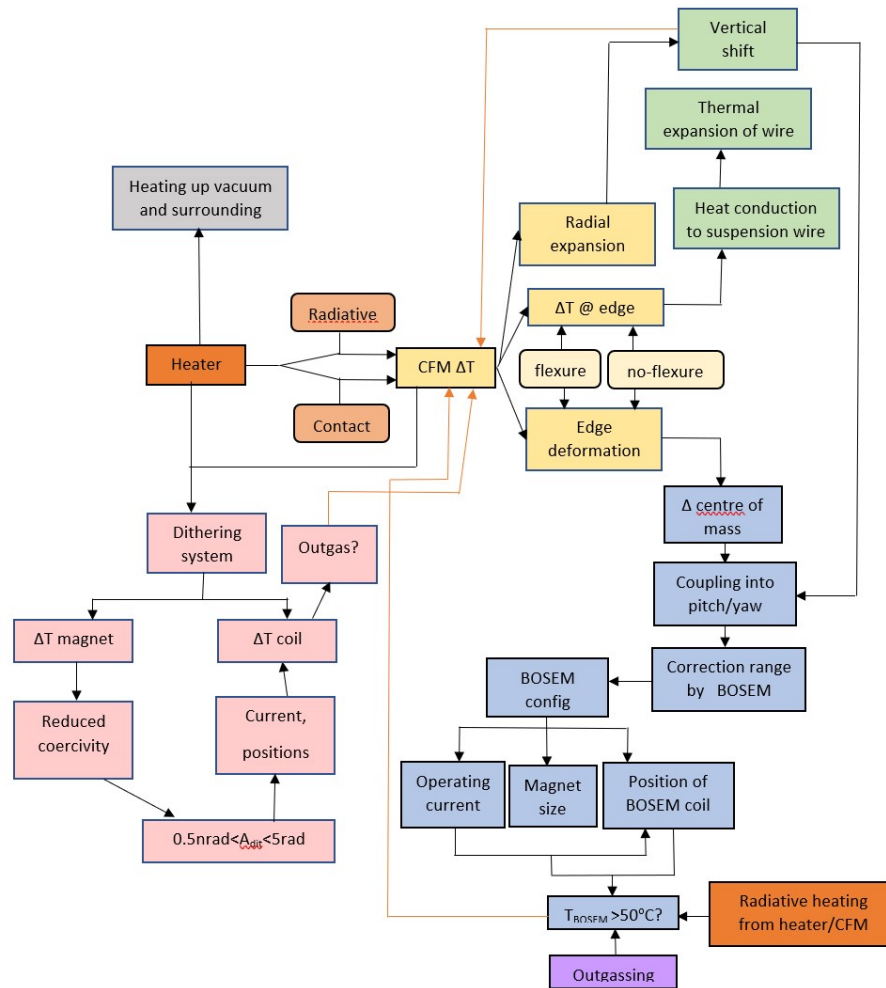 Vertical
shift
Thermal
expansion of wire
Heating up vacuum
and surrounding
Radial
expansion
Heat conduction
to suspension wire
Radiative
ΔT @ edge
Heater
CFM ΔT
flexure
no-flexure
Contact
Edge
deformation
Δ centre of
mass
Dithering
system
Outgas?
Coupling into
pitch/yaw
ΔT magnet
ΔT coil
Correction range
by BOSEM
BOSEM
config
Reduced
coercivity
Current,
positions
Operating
current
Magnet
size
Position of
BOSEM coil
0.5nrad<Adit<5rad
TBOSEM >50°C?
Radiative heating
from heater/CFM
Outgassing